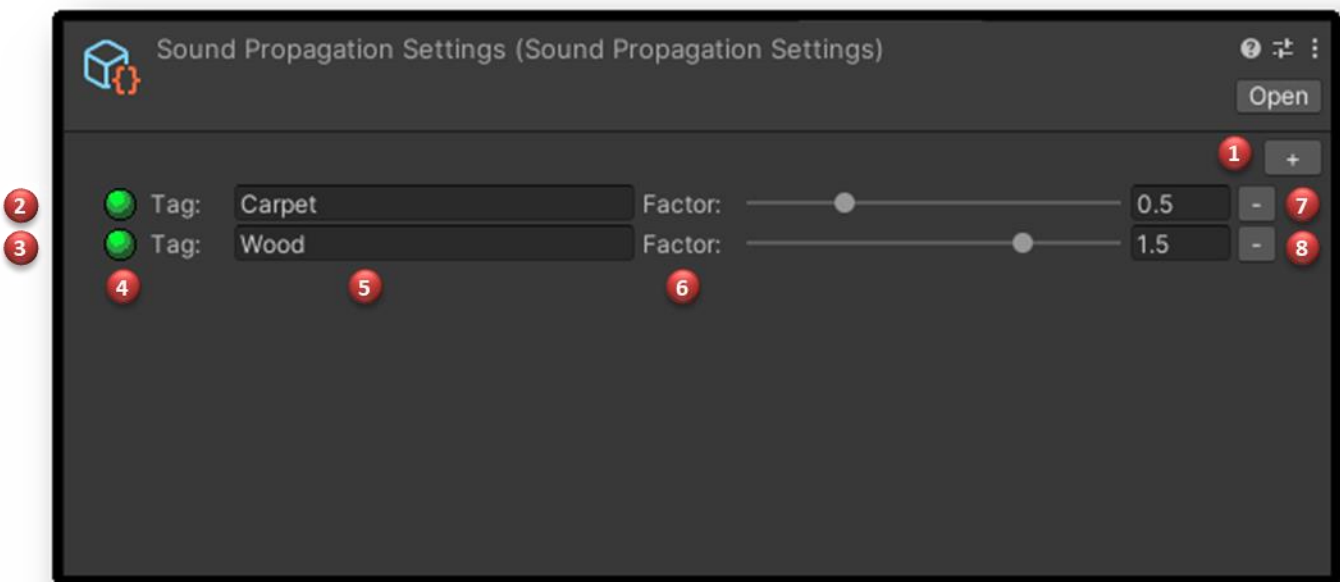 Sound Propagation Settings (Sound Propagation Settings)
Open
1 +
2 Tag: Carpet Factor: 0.5 - 7
3 Tag: Wood Factor: 1.5 - 8
4 5 6